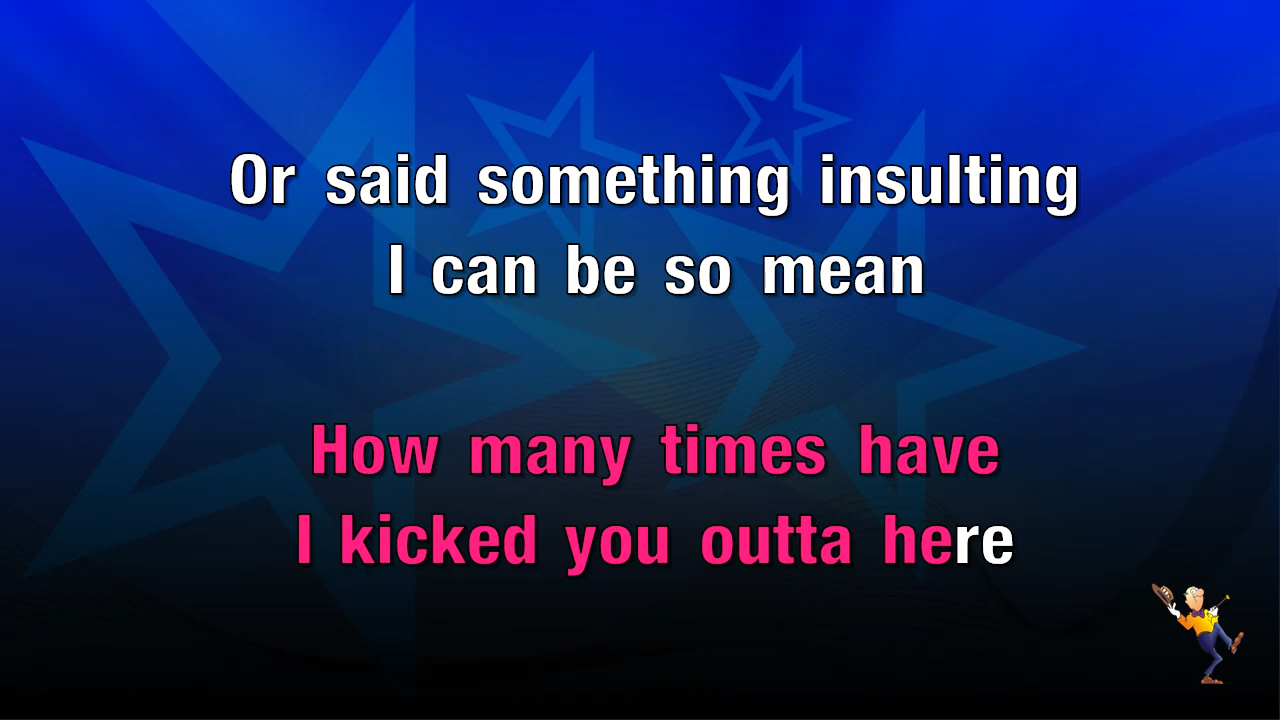 Or said something insulting
I can be so mean
How many times have
I kicked you outta here